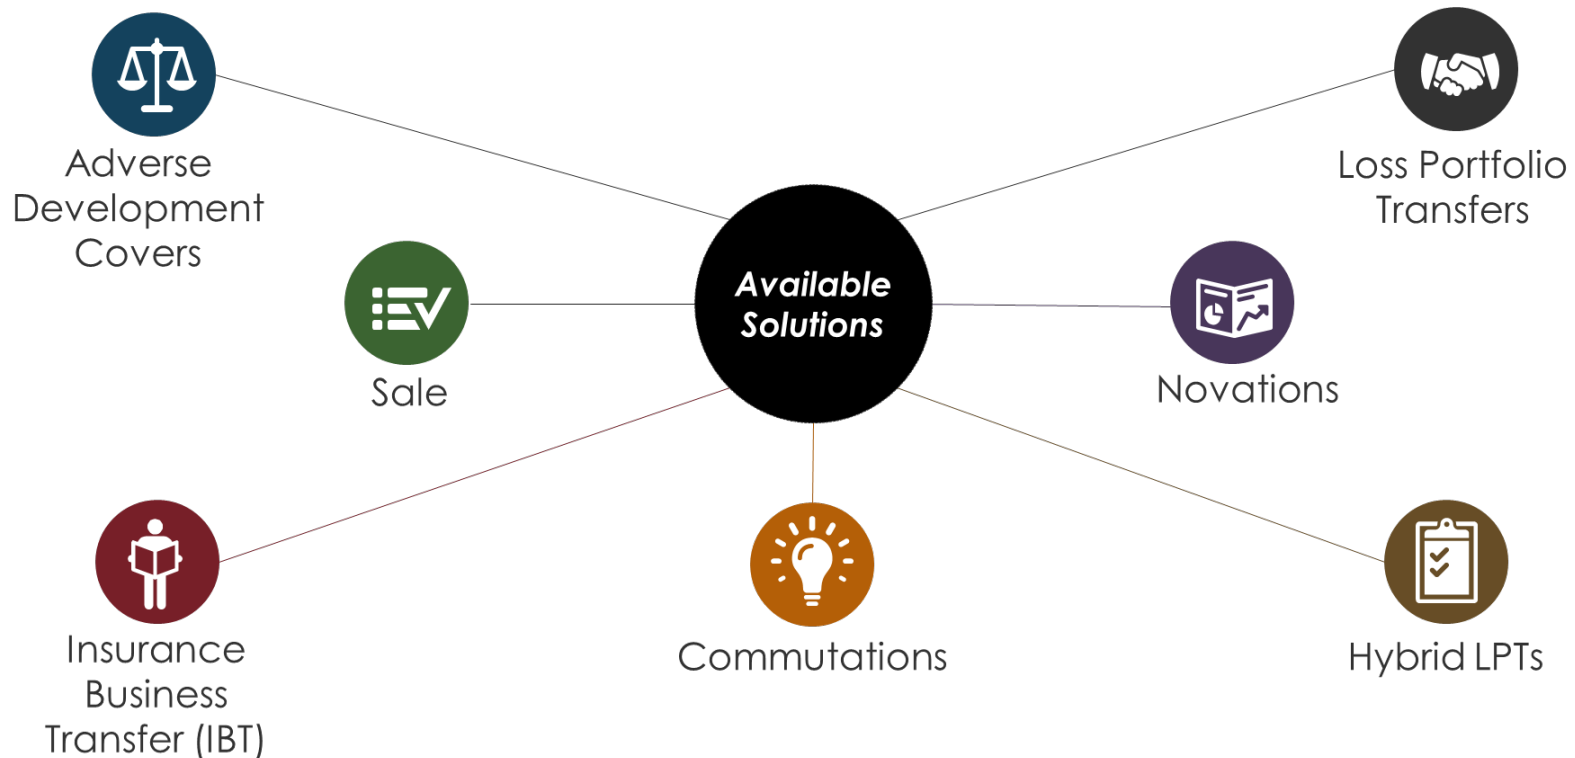 Adverse
Development
Covers
Loss Portfolio
Transfers
Available
Solutions
Sale
Novations
Insurance
Business
Transfer (IBT)
Commutations
Hybrid LPTs